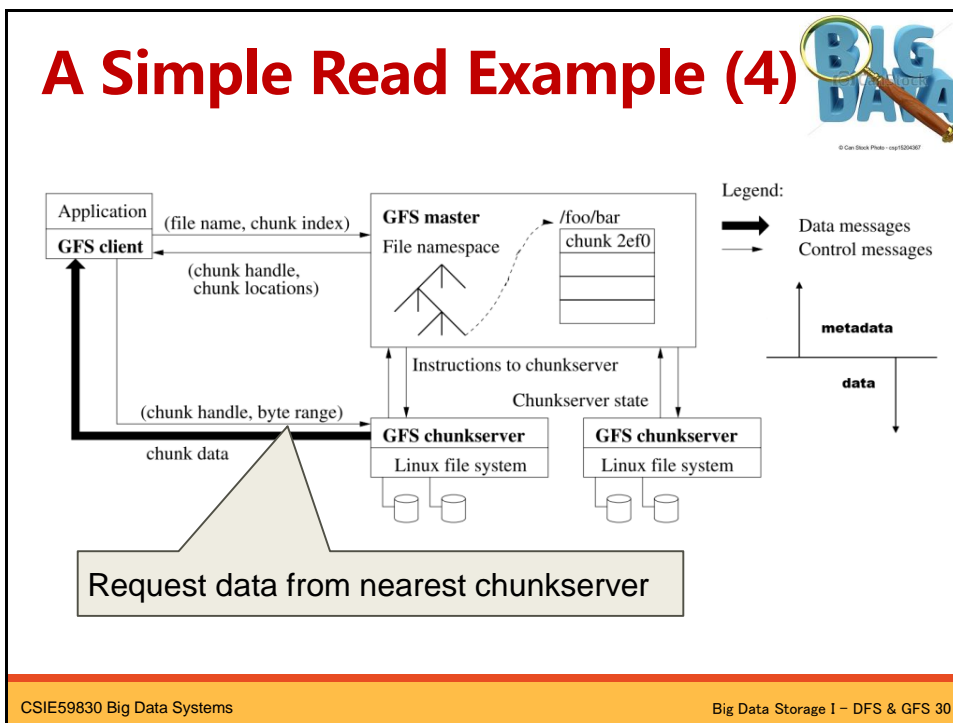 A Simple Read Example (4)
BIG
DATA
© Can Stock Photo - csp15204367
Application
GFS client
(file name, chunk index)
(chunk handle,
chunk locations)
GFS master
File namespace
/foo/bar
chunk 2ef0
Legend:
Data messages
Control messages
metadata
data
Instructions to chunkserver
Chunkserver state
(chunk handle, byte range)
chunk data
GFS chunkserver
Linux file system
GFS chunkserver
Linux file system
Request data from nearest chunkserver
CSIE59830 Big Data Systems
Big Data Storage I – DFS & GFS 30